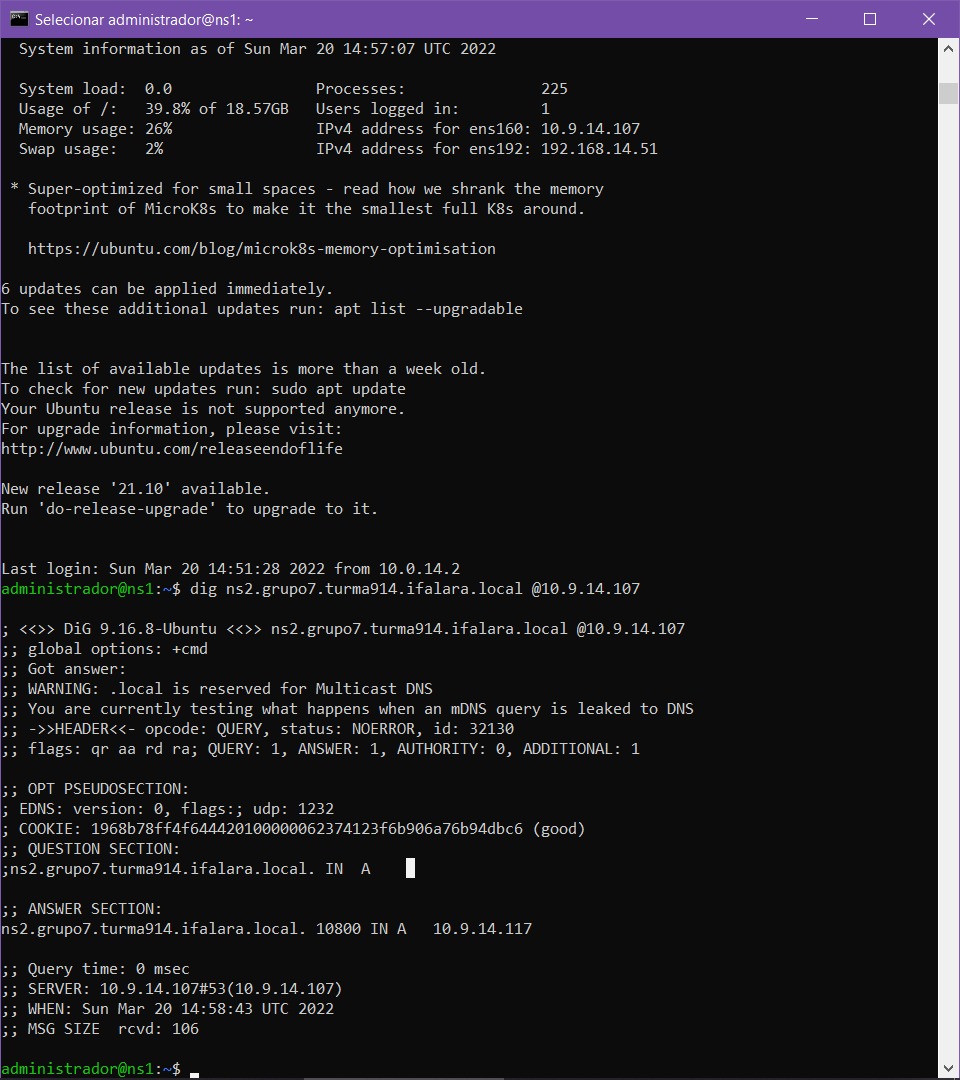 Selecionar administrador@ns1: ~
System information as of Sun Mar 20 14:57:07 UTC 2022
System load: 0.0 Processes: 225
Usage of /: 39.8% of 18.57GB Users logged in: 1
Memory usage: 26% IPv4 address for ens160: 10.9.14.107
Swap usage: 2% IPv4 address for ens192: 192.168.14.51
* Super-optimized for small spaces - read how we shrank the memory
footprint of MicroK8s to make it the smallest full K8s around.
https://ubuntu.com/blog/microk8s-memory-optimisation
6 updates can be applied immediately.
To see these additional updates run: apt list --upgradable
The list of available updates is more than a week old.
To check for new updates run: sudo apt update
Your Ubuntu release is not supported anymore.
For upgrade information, please visit:
http://www.ubuntu.com/releaseendoflife
New release '21.10' available.
Run 'do-release-upgrade' to upgrade to it.
Last login: Sun Mar 20 14:51:28 2022 from 10.0.14.2
administrador@ns1:~$ dig ns2.grupo7.turma914.ifalara.local @10.9.14.107
; <<>> DiG 9.16.8-Ubuntu <<>> ns2.grupo7.turma914.ifalara.local @10.9.14.107
;; global options: +cmd
;; Got answer:
;; WARNING: .local is reserved for Multicast DNS
;; You are currently testing what happens when an mDNS query is leaked to DNS
;; ->>HEADER<<- opcode: QUERY, status: NOERROR, id: 32130
;; flags: qr aa rd ra; QUERY: 1, ANSWER: 1, AUTHORITY: 0, ADDITIONAL: 1
;; OPT PSEUDOSECTION:
; EDNS: version: 0, flags:; udp: 1232
; COOKIE: 1968b78ff4f644420100000062374123f6b906a76b94dbc6 (good)
;; QUESTION SECTION:
;ns2.grupo7.turma914.ifalara.local. IN A
;; ANSWER SECTION:
ns2.grupo7.turma914.ifalara.local. 10800 IN A 10.9.14.117
;; Query time: 0 msec
;; SERVER: 10.9.14.107#53(10.9.14.107)
;; WHEN: Sun Mar 20 14:58:43 UTC 2022
;; MSG SIZE rcvd: 106
administrador@ns1:~$